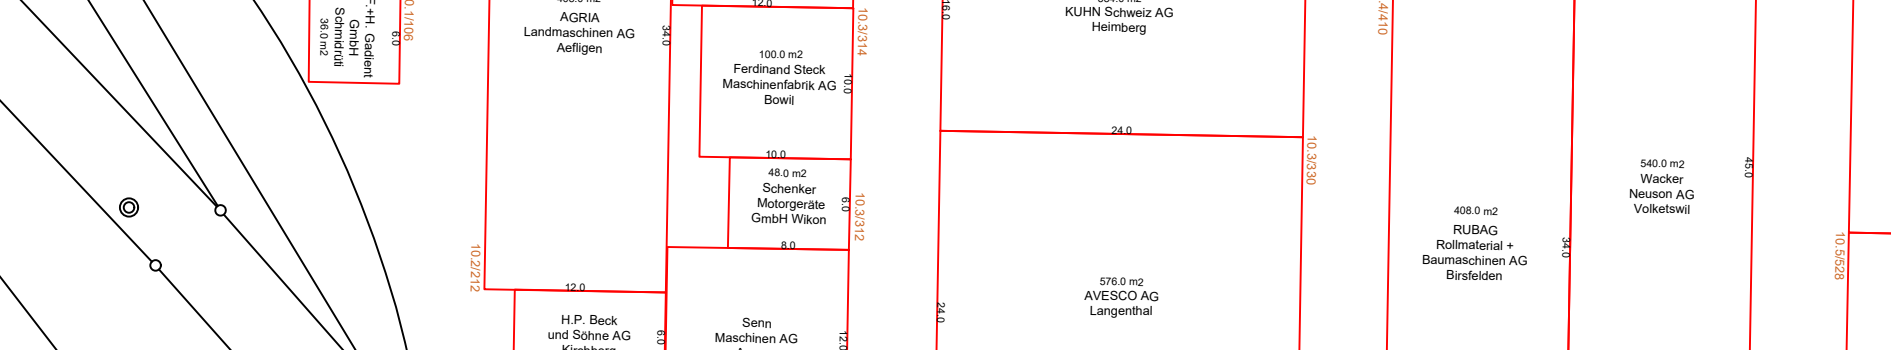 GmbH
Schmidrüti
36.0 m2
6.0
AGRIA
Landmaschinen AG
Aefligen
34.0
10.2/212
12.0
12.0
10.3/314
100.0 m2
Ferdinand Steck
Maschinenfabrik AG
Bowil
10.0
10.0
48.0 m2
Schenker
Motorgeräte
GmbH Wikon
6.0
10.3/312
8.0
H.P. Beck
und Söhne AG
6.0
Senn
Maschinen AG
12.0
16.0
KUHN Schweiz AG
Heimberg
24.0
10.3/330
576.0 m2
AVESCO AG
Langenthal
24.0
408.0 m2
RUBAG
Rollmaterial +
Baumaschinen AG
Birsfelden
34.0
540.0 m2
Wacker
Neuson AG
Volketswil
45.0
10.5/528